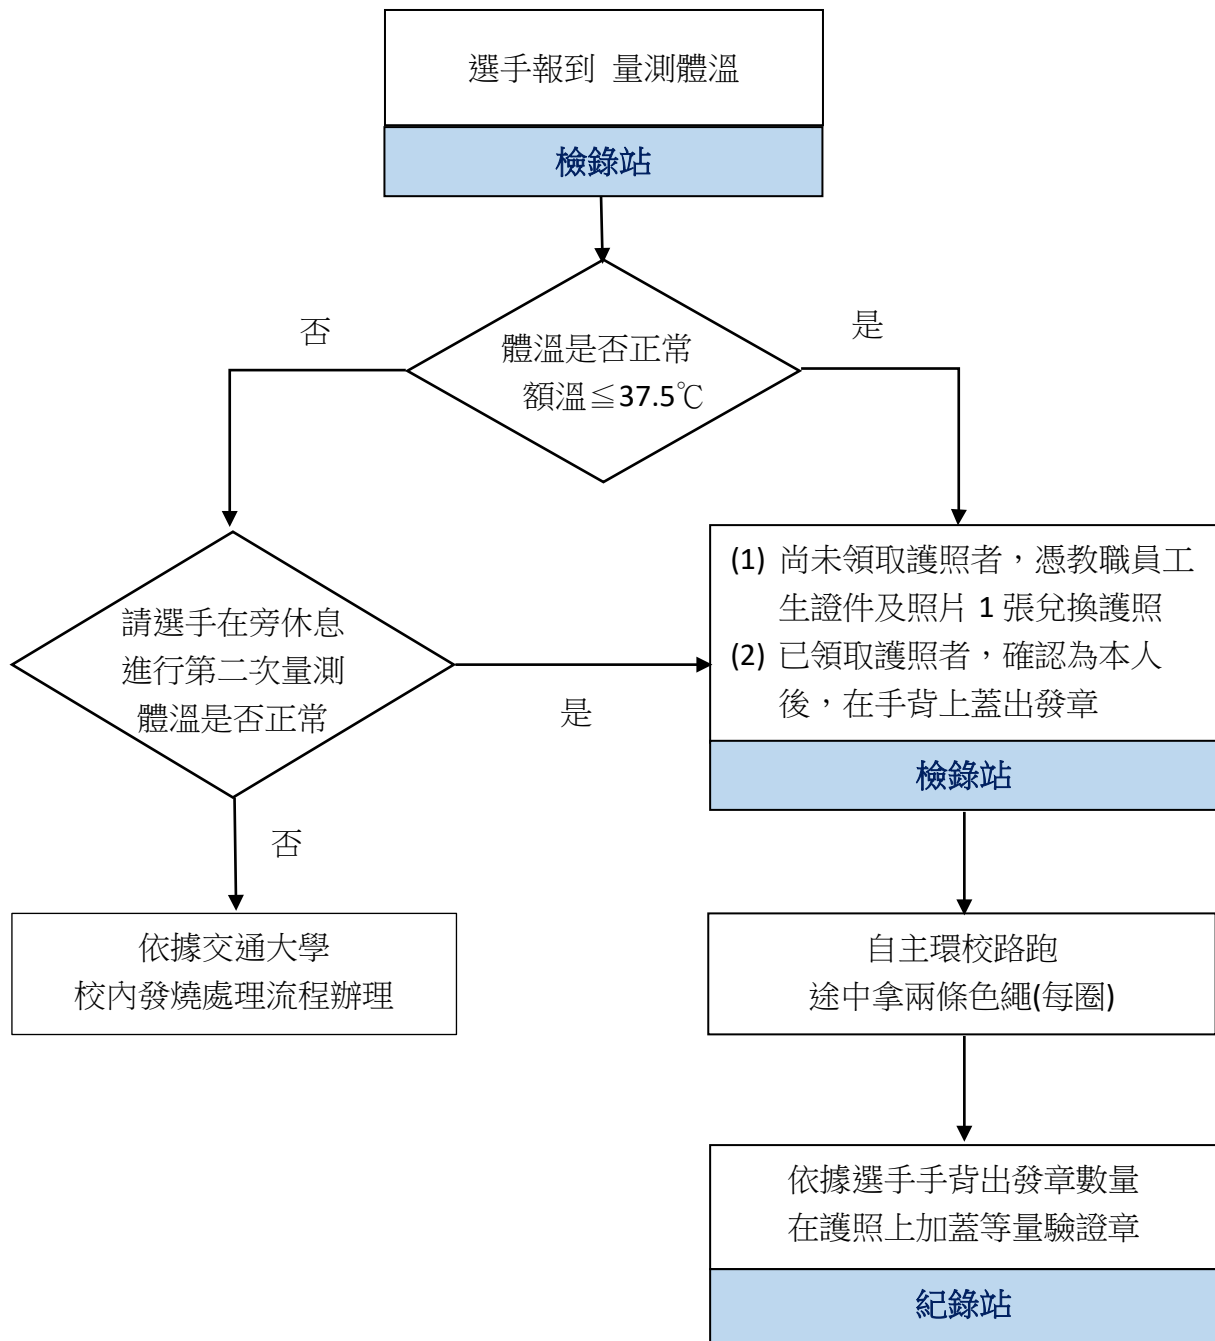 選手報到 量測體溫
檢錄站
否
是
體溫是否正常
額溫≦37.5℃
請選手在旁休息
進行第二次量測
體溫是否正常
是
(1) 尚未領取護照者，憑教職員工
生證件及照片 1 張兌換護照
(2) 已領取護照者，確認為本人
後，在手背上蓋出發章
檢錄站
否
依據交通大學
校內發燒處理流程辦理
自主環校路跑
途中拿兩條色繩(每圈)
依據選手手背出發章數量
在護照上加蓋等量驗證章
紀錄站